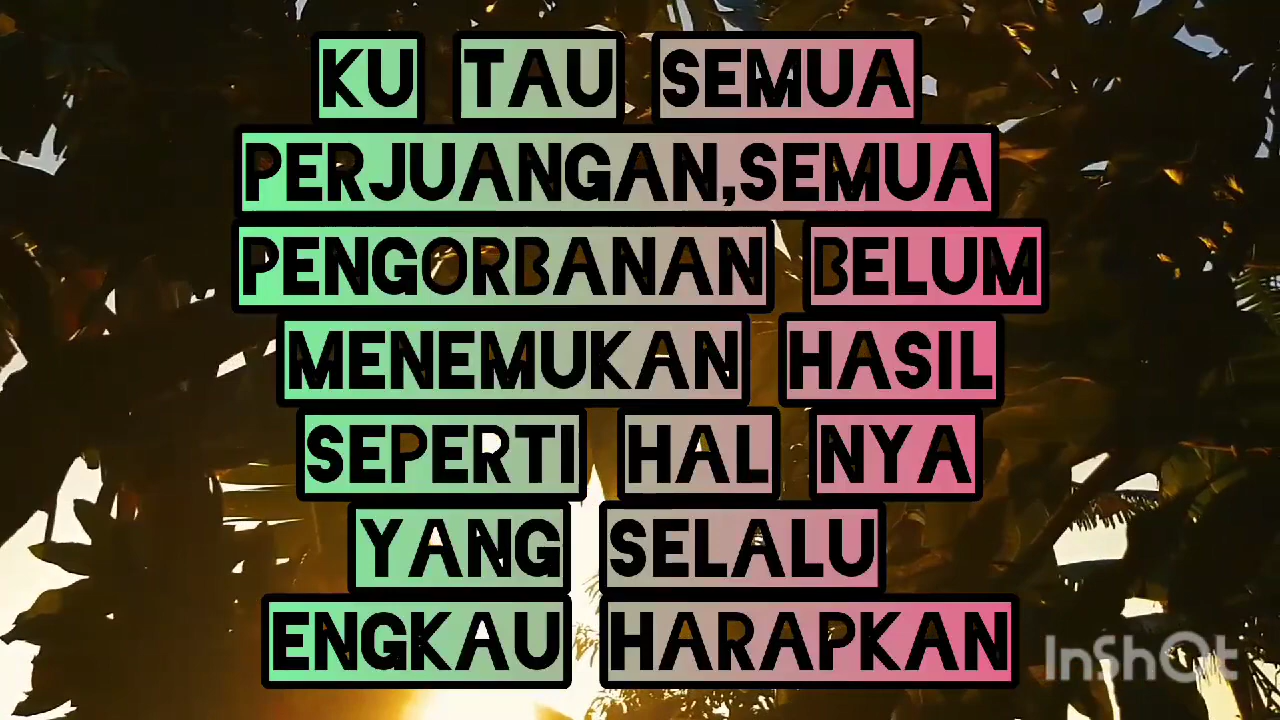 KU TAU SEMUA
PERJUANGAN,SEMUA
PENGORBANAN BELUM
MENEMUKAN HASIL
SEPERTI HAL NYA
YANG SELALU
ENGKAU HARAPKAN
InShOt